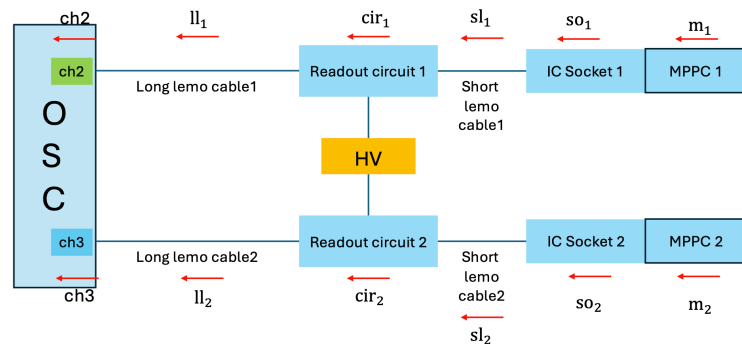 ch2
ll₁
cir₁
sl₁
so₁
m₁
ch2
Readout circuit 1
IC Socket 1
MPPC 1
Long lemo cable1
Short
lemo
cable1
O
S
C
HV
ch3
Readout circuit 2
IC Socket 2
MPPC 2
Long lemo cable2
Short
lemo
cable2
ch3
ll₂
cir₂
sl₂
so₂
m₂